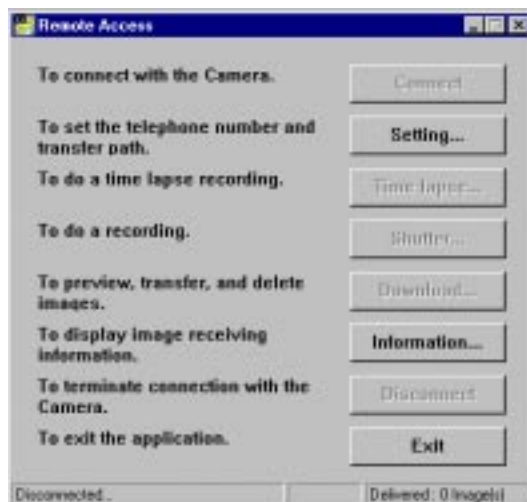 Remote Access
To connect with the Camera.
Connect
To set the telephone number and
transfer path.
Setting...
To do a time lapse recording.
Time lapse...
To do a recording.
Shutter...
To preview, transfer, and delete
images.
Download...
To display image receiving
information.
Information...
To terminate connection with the
Camera.
Disconnect
To exit the application.
Exit
Disconnected...
Delivered: 0 Image(s)